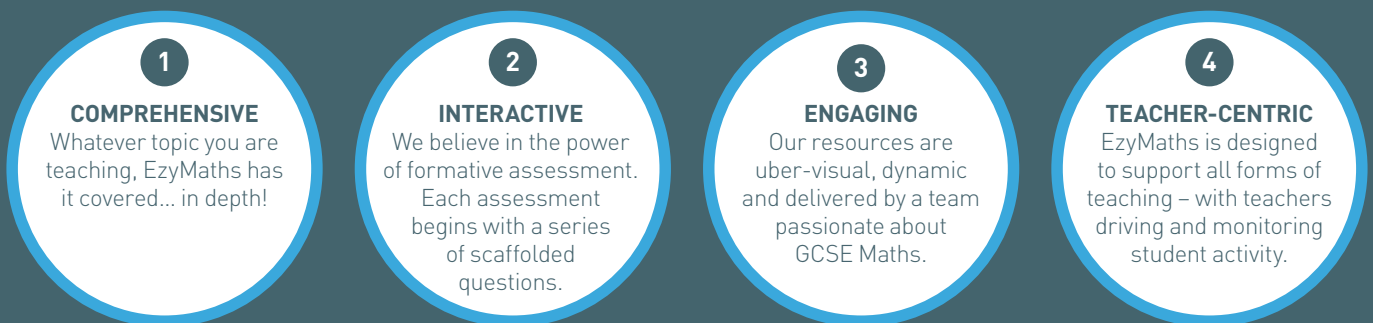 1
COMPREHENSIVE
Whatever topic you are
teaching, EzyMaths has
it covered... in depth!
2
INTERACTIVE
We believe in the power
of formative assessment.
Each assessment
begins with a series
of scaffolded
questions.
3
ENGAGING
Our resources are
uber-visual, dynamic
and delivered by a team
passionate about
GCSE Maths.
4
TEACHER-CENTRIC
EzyMaths is designed
to support all forms of
teaching – with teachers
driving and monitoring
student activity.